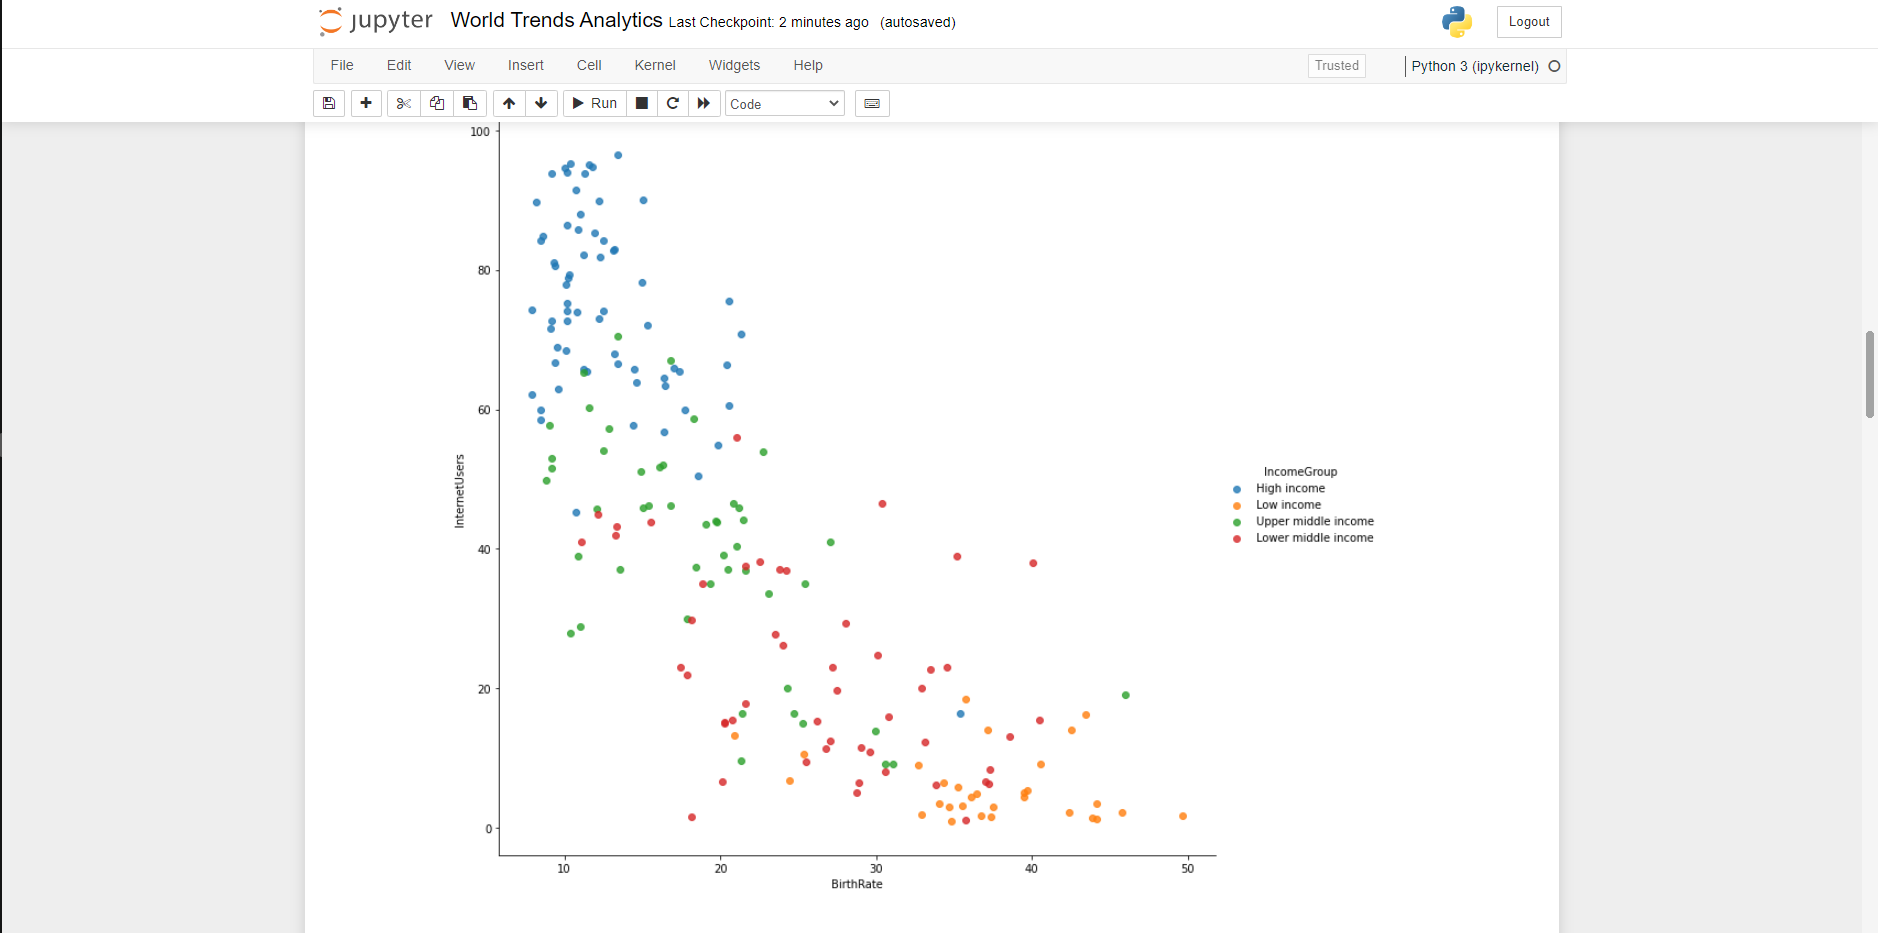 jupyter World Trends Analytics Last Checkpoint: 2 minutes ago (autosaved) Logout
File Edit View Insert Cell Kernel Widgets Help Trusted Python 3 (ipykernel)
Run Code
100
80
60
40
20
0
InternetUsers
10 20 30 40 50
BirthRate
IncomeGroup
High income
Low income
Upper middle income
Lower middle income